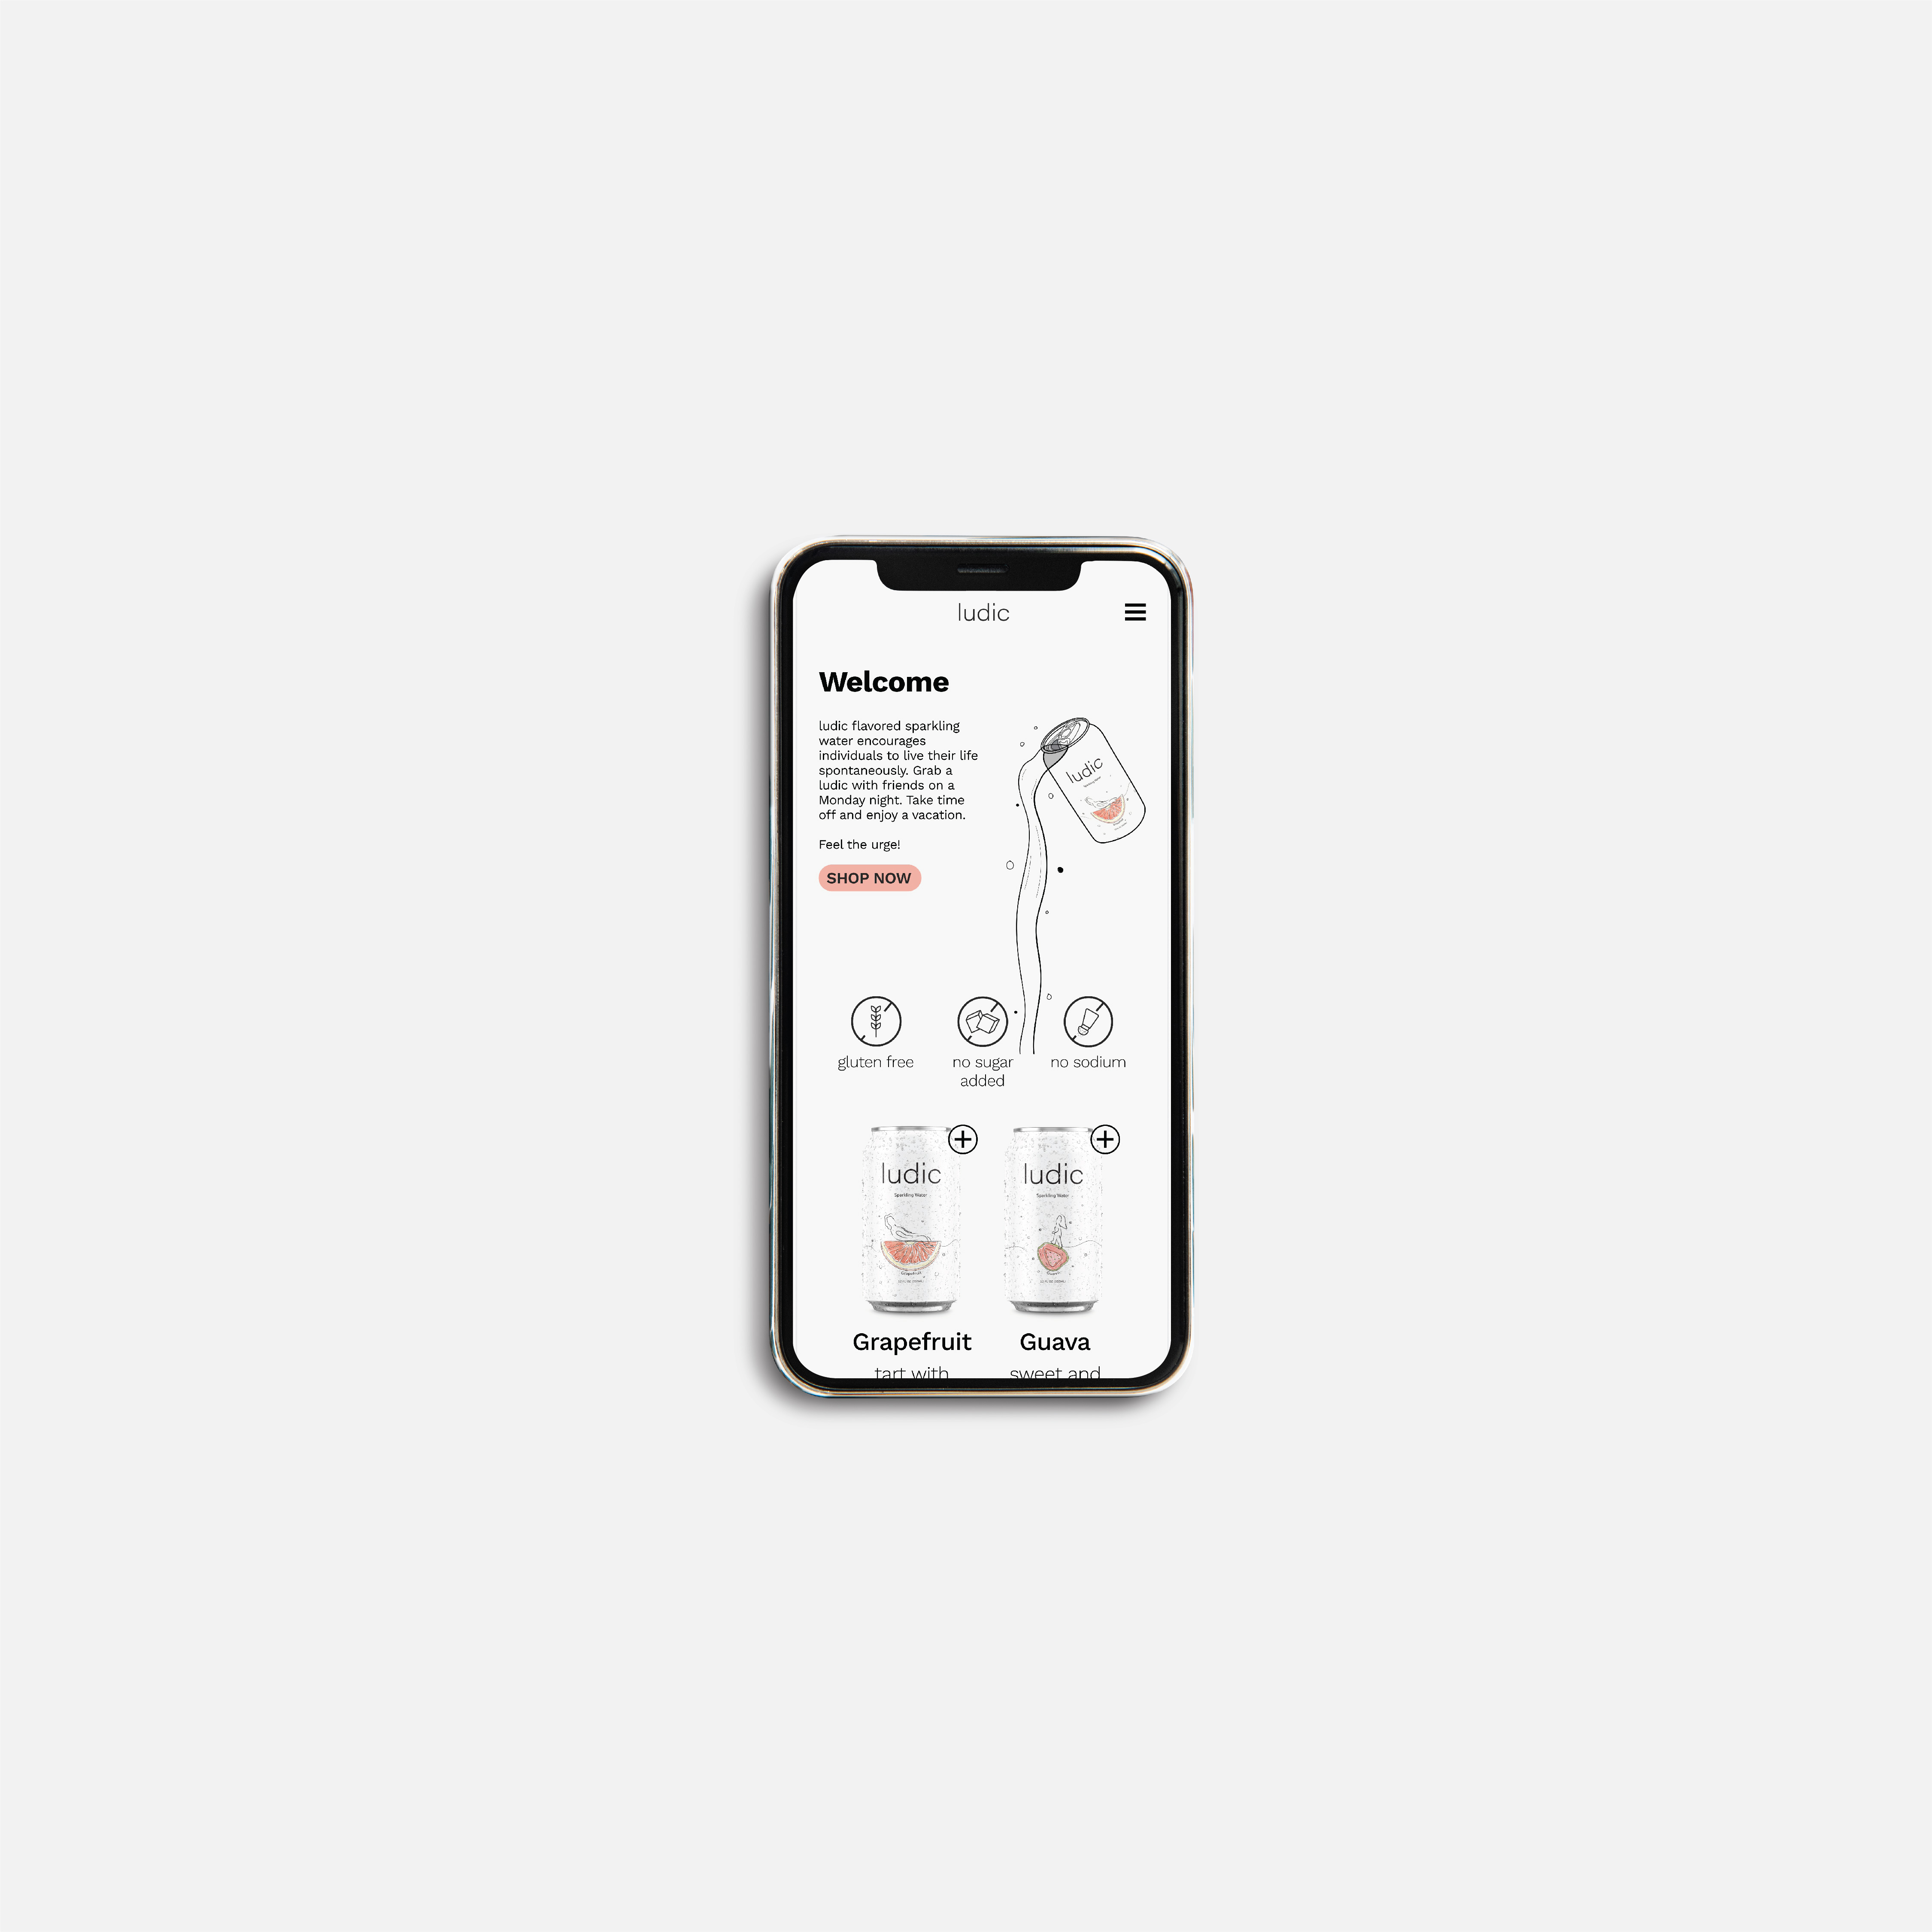 ludic
Welcome
ludic flavored sparkling
water encourages
individuals to live their life
spontaneously. Grab a
ludic with friends on a
Monday night. Take time
off and enjoy a vacation.
Feel the urge!
SHOP NOW
ludic
gluten free
no sugar
added
no sodium
ludic
Sparkling Water
Grapefruit
ludic
Sparkling Water
Guava
Grapefruit
Guava
tart with
sweet and